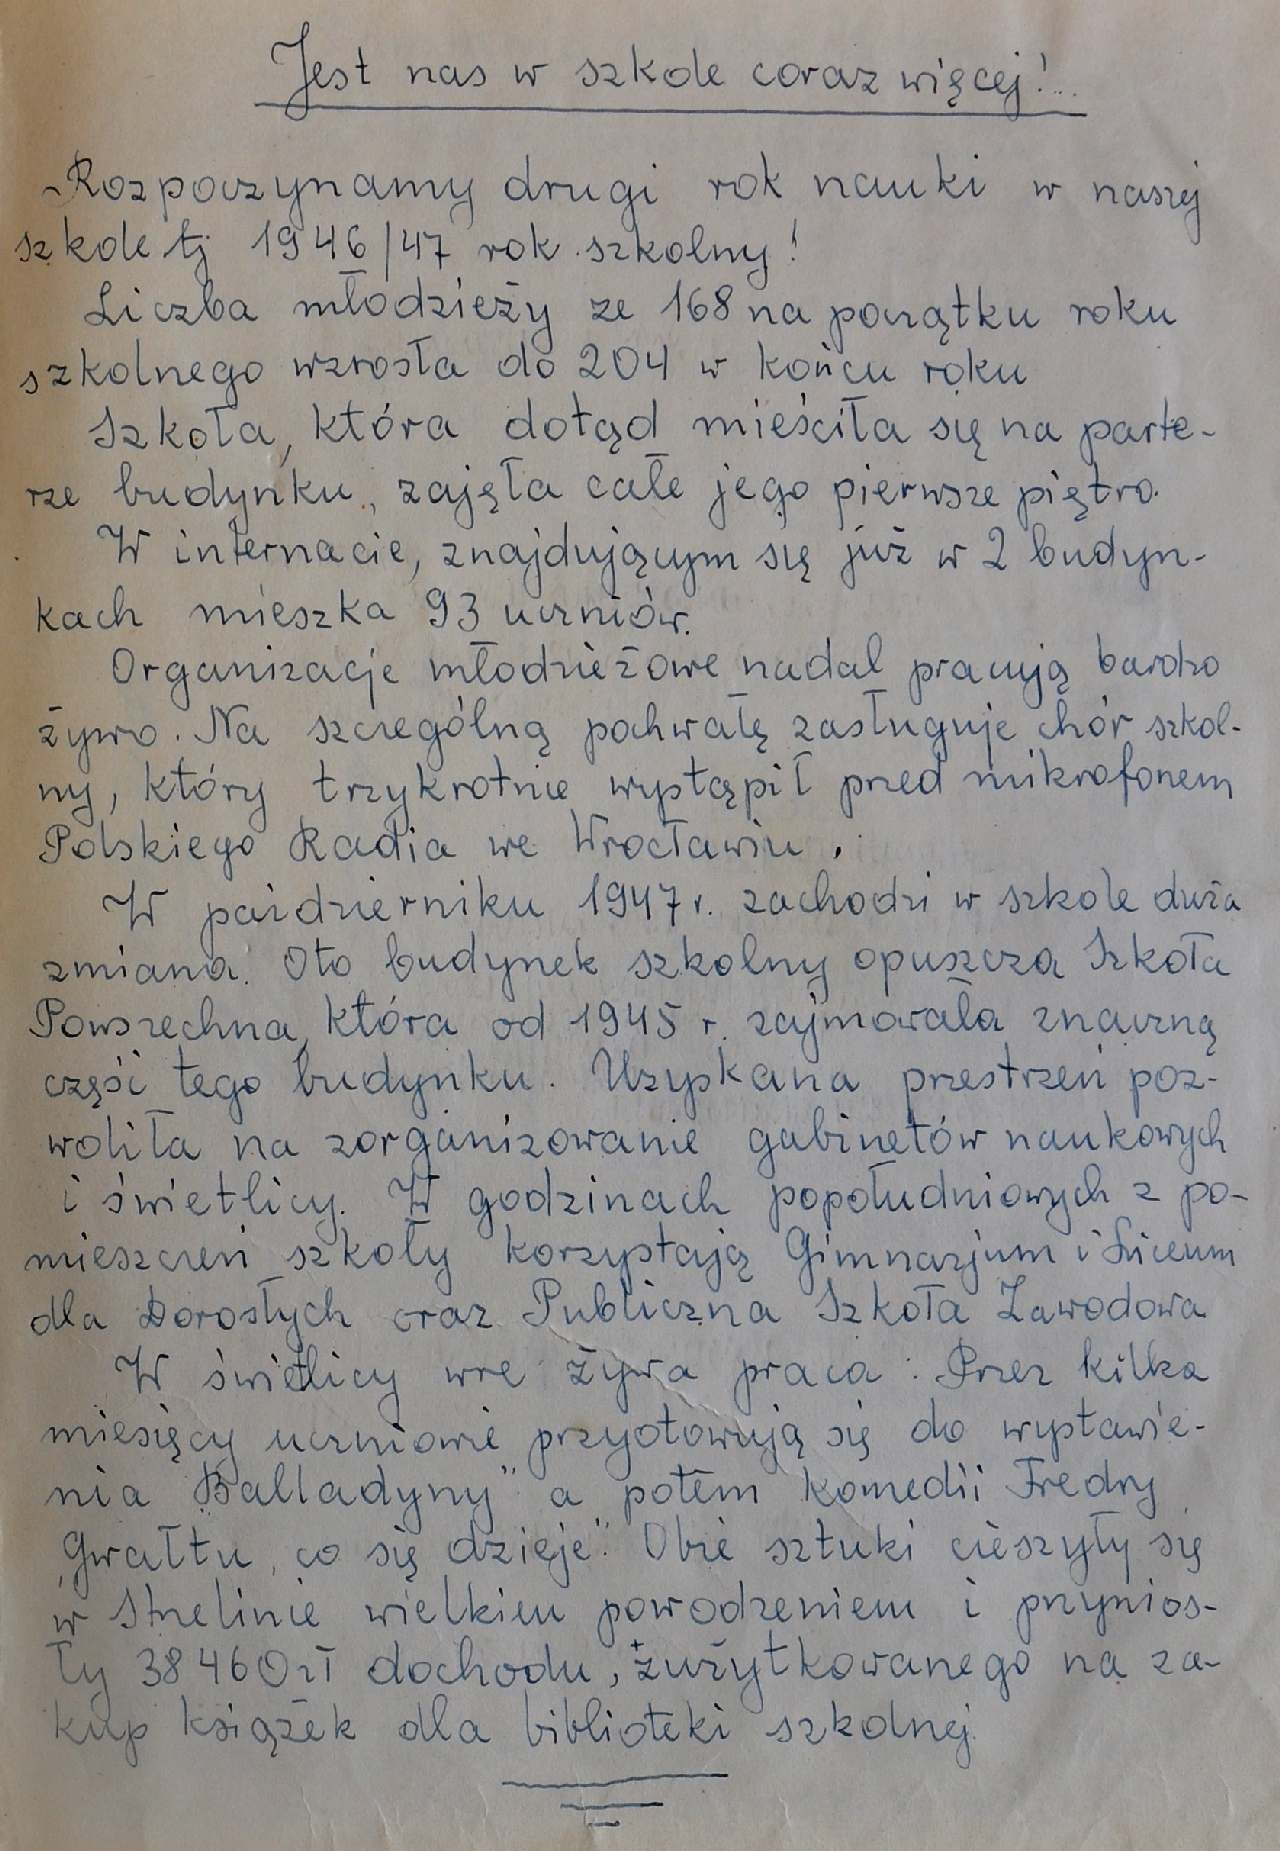 Jest nas w szkole coraz więcej!..
Rozpoczynamy drugi rok nauki w naszej
szkole tj 1946/47 rok szkolny!
Liczba młodzieży ze 168 na początku roku
szkolnego wzrosła do 204 w końcu roku
Szkoła, która dotąd mieściła się na parte-
rze budynku, zajęła całe jego pierwsze piętro.
W internacie, znajdującym się już w 2 budyn-
kach mieszka 93 uczniów.
Organizacje młodzieżowe nadal pracują bardzo
żywo. Na szczególną pochwałę zasługuje chór szkol-
ny, który trzykrotnie wystąpił przed mikrofonem
Polskiego Radia we Wrocławiu.
W październiku 1947 r. zachodzi w szkole duża
zmiana. Oto budynek szkolny opuszcza Szkoła
Powszechna, która od 1945 r. zajmowała znaczną
część tego budynku. Uzyskana przestrzeń poz-
woliła na zorganizowanie gabinetów naukowych
i świetlicy. W godzinach popołudniowych z po-
mieszczeń szkoły korzystają Gimnazjum i Liceum
dla Dorosłych oraz Publiczna Szkoła Zawodowa
W świetlicy wre żywa praca. Przez kilka
miesięcy uczniowie przyotowują się do wystawie-
nia "Balladyny" a potem komedii Fredry
"Gwałtu, co się dzieje". Obie sztuki cieszyły się
w Strzelinie wielkiem powodzeniem i przynios-
ły 38460 zł dochodu, zużytkowanego na za-
kup książek dla biblioteki szkolnej